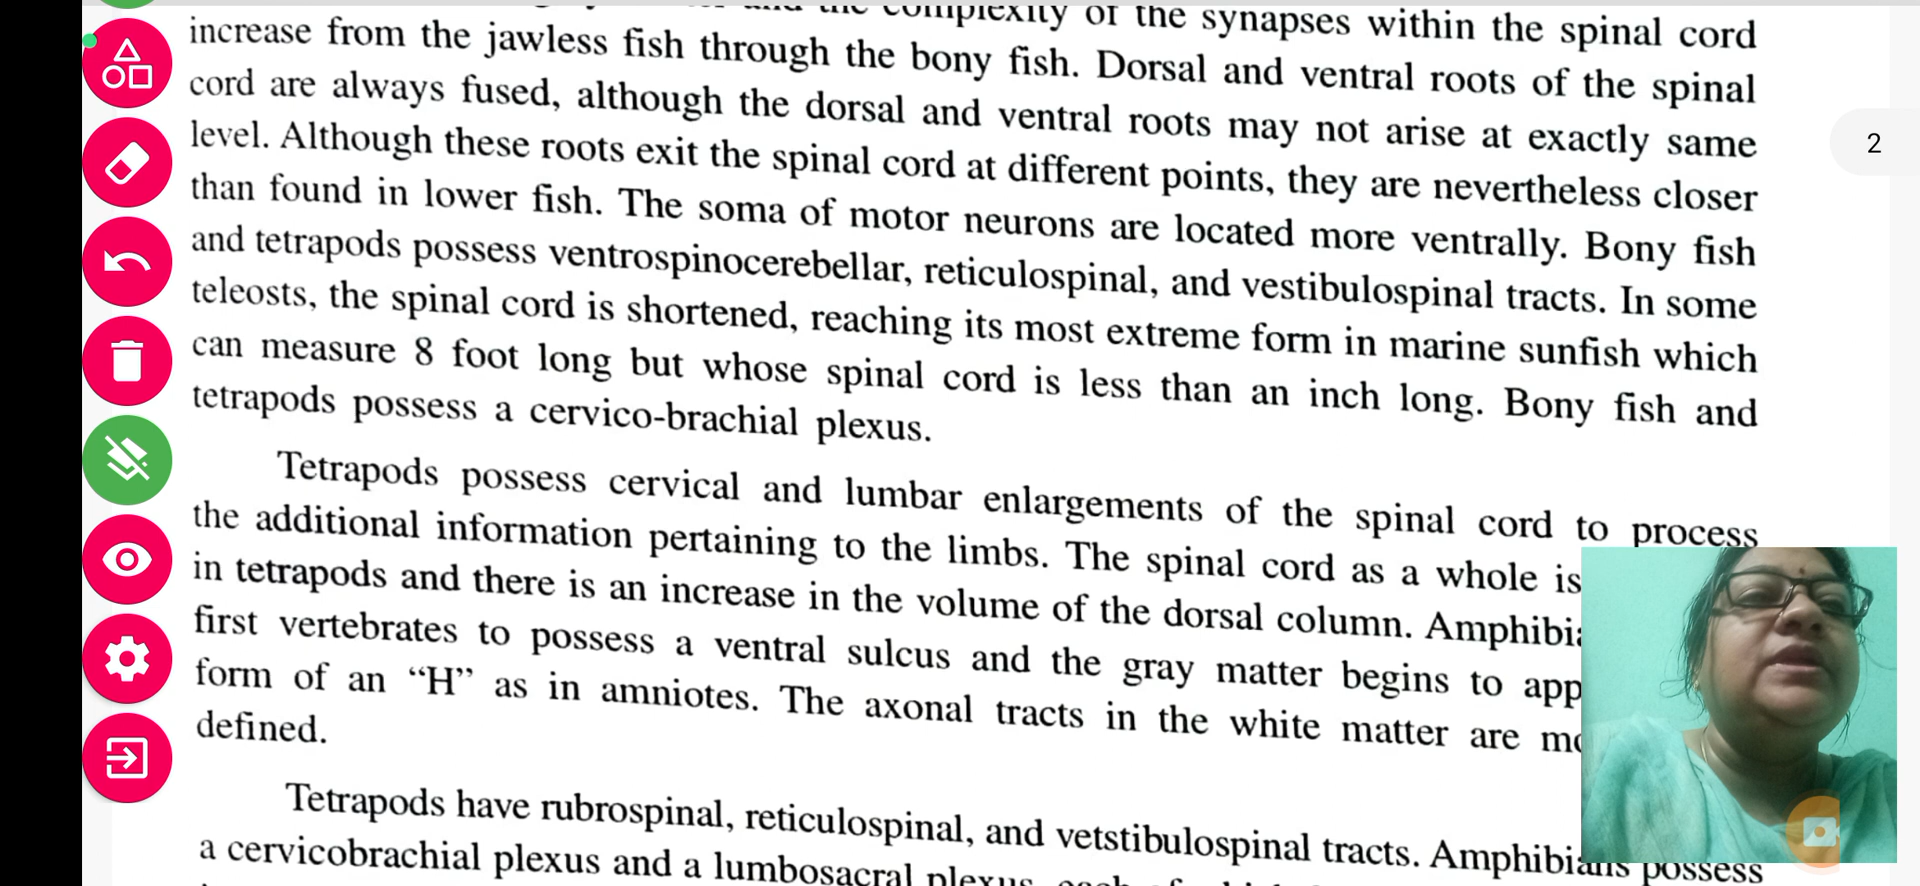 the complexity of the synapses within the spinal cord
increase from the jawless fish through the bony fish. Dorsal and ventral roots of the spinal
cord are always fused, although the dorsal and ventral roots may not arise at exactly same
level. Although these roots exit the spinal cord at different points, they are nevertheless closer
than found in lower fish. The soma of motor neurons are located more ventrally. Bony fish
and tetrapods possess ventrospinocerebellar, reticulospinal, and vestibulospinal tracts. In some
teleosts, the spinal cord is shortened, reaching its most extreme form in marine sunfish which
can measure 8 foot long but whose spinal cord is less than an inch long. Bony fish and
tetrapods possess a cervico-brachial plexus.
Tetrapods possess cervical and lumbar enlargements of the spinal cord to process
the additional information pertaining to the limbs. The spinal cord as a whole is
in tetrapods and there is an increase in the volume of the dorsal column.
first vertebrates to possess a ventral sulcus and the gray matter begins to
form of an “H” as in amniotes. The axonal tracts in the white matter are
defined.
Tetrapods have rubrospinal, reticulospinal, and vetstibulospinal tracts. Amphibians possess
a cervicobrachial plexus and a lumbosacral plexus,
2